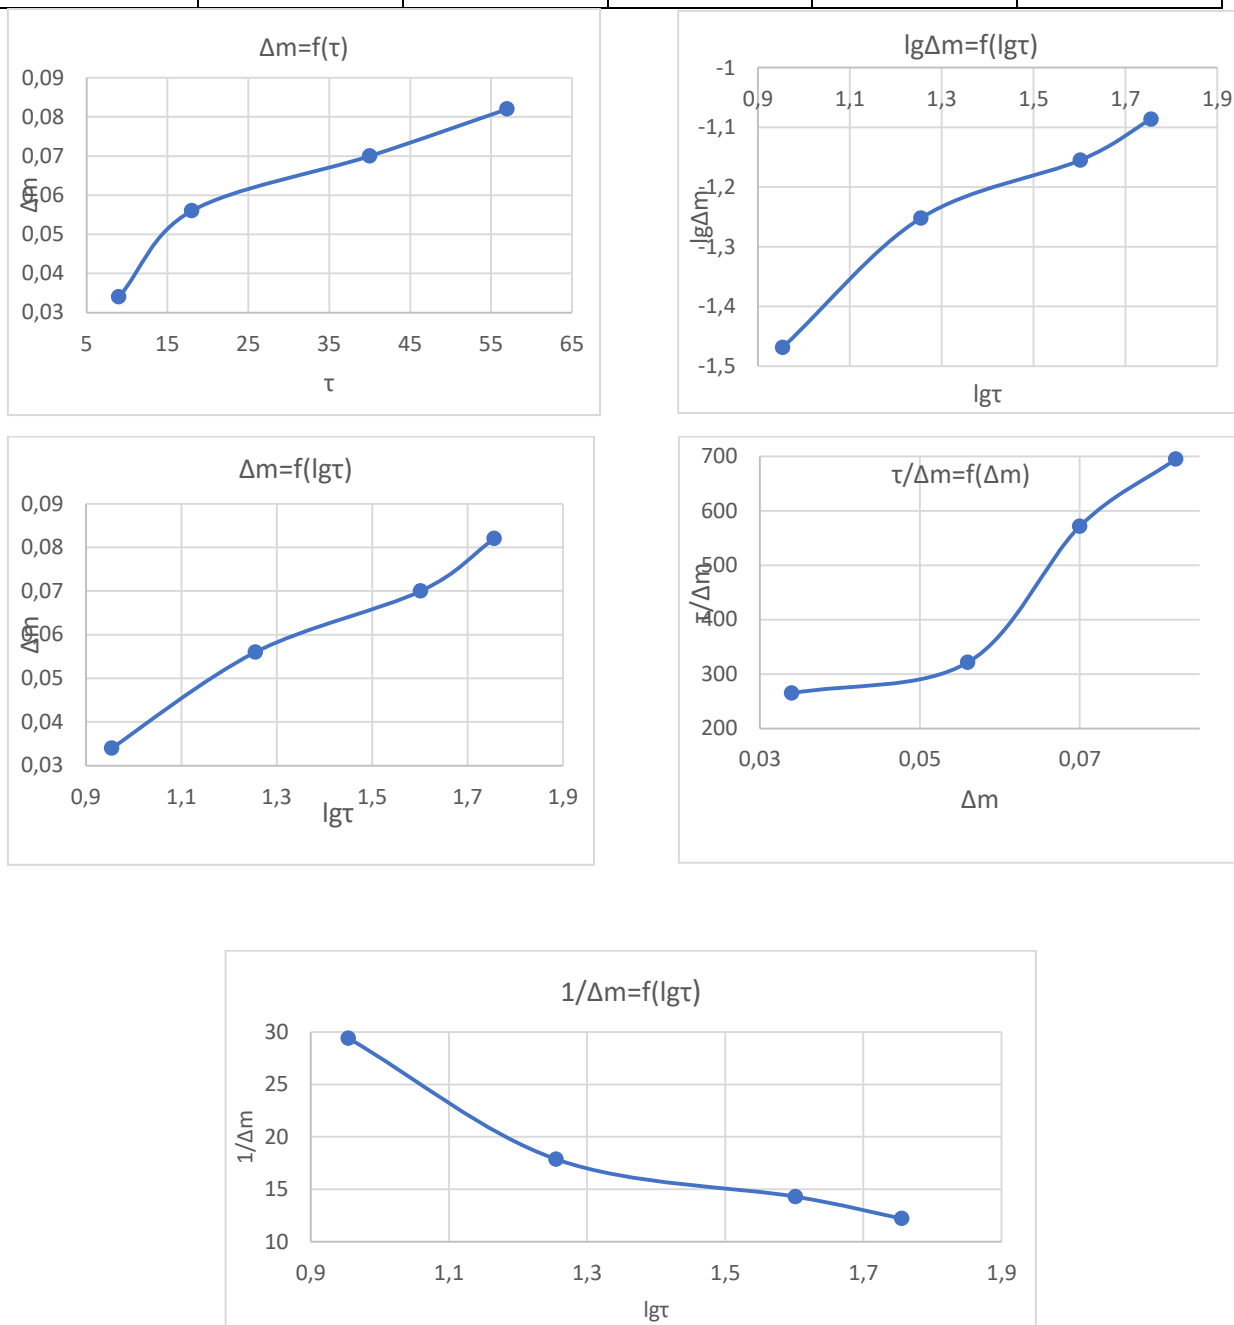 Δm=f(τ)
0,09
0,08
0,07
0,06
0,05
0,04
0,03
Δm
5 15 25 35 45 55 65
τ
lgΔm=f(lgτ)
-1
0,9 1,1 1,3 1,5 1,7 1,9
-1,1
-1,2
-1,3
-1,4
-1,5
lgΔm
lgτ
Δm=f(lgτ)
0,09
0,08
0,07
0,06
0,05
0,04
0,03
Δm
0,9 1,1 1,3 1,5 1,7 1,9
lgτ
τ/Δm=f(Δm)
700
600
500
400
300
200
τ/Δm
0,03 0,05 0,07
Δm
1/Δm=f(lgτ)
30
25
20
15
10
1/Δm
0,9 1,1 1,3 1,5 1,7 1,9
lgτ